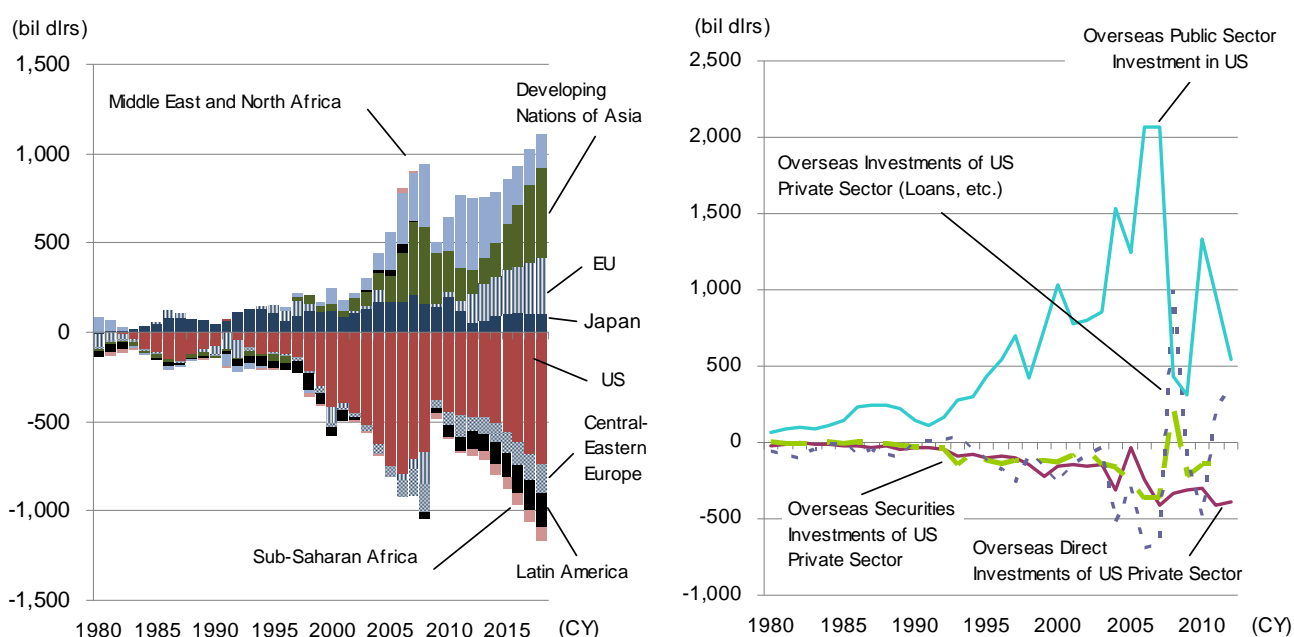 (bil dlrs)
1,500
1,000
500
0
-500
-1,000
-1,500
1980 1985 1990 1995 2000 2005 2010 2015 (CY)
Middle East and North Africa
Developing
Nations of Asia
EU
Japan
US
Central-
Eastern
Europe
Sub-Saharan Africa
Latin America
(bil dlrs)
2,500
2,000
1,500
1,000
500
0
-500
-1,000
1980 1985 1990 1995 2000 2005 2010 (CY)
Overseas Public Sector
Investment in US
Overseas Investments of US
Private Sector (Loans, etc.)
Overseas Securities
Investments of US
Private Sector
Overseas Direct
Investments of US Private Sector